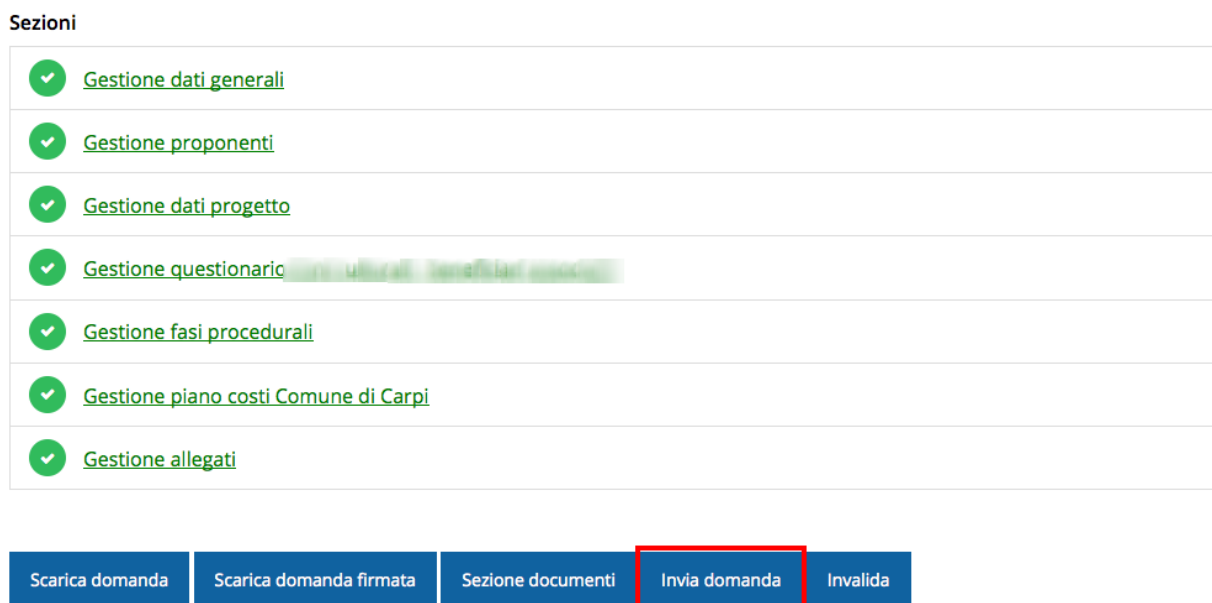 Sezioni
Gestione dati generali
Gestione proponenti
Gestione dati progetto
Gestione questionario
Gestione fasi procedurali
Gestione piano costi Comune di Carpi
Gestione allegati
Scarica domanda Scarica domanda firmata Sezione documenti Invia domanda Invalida